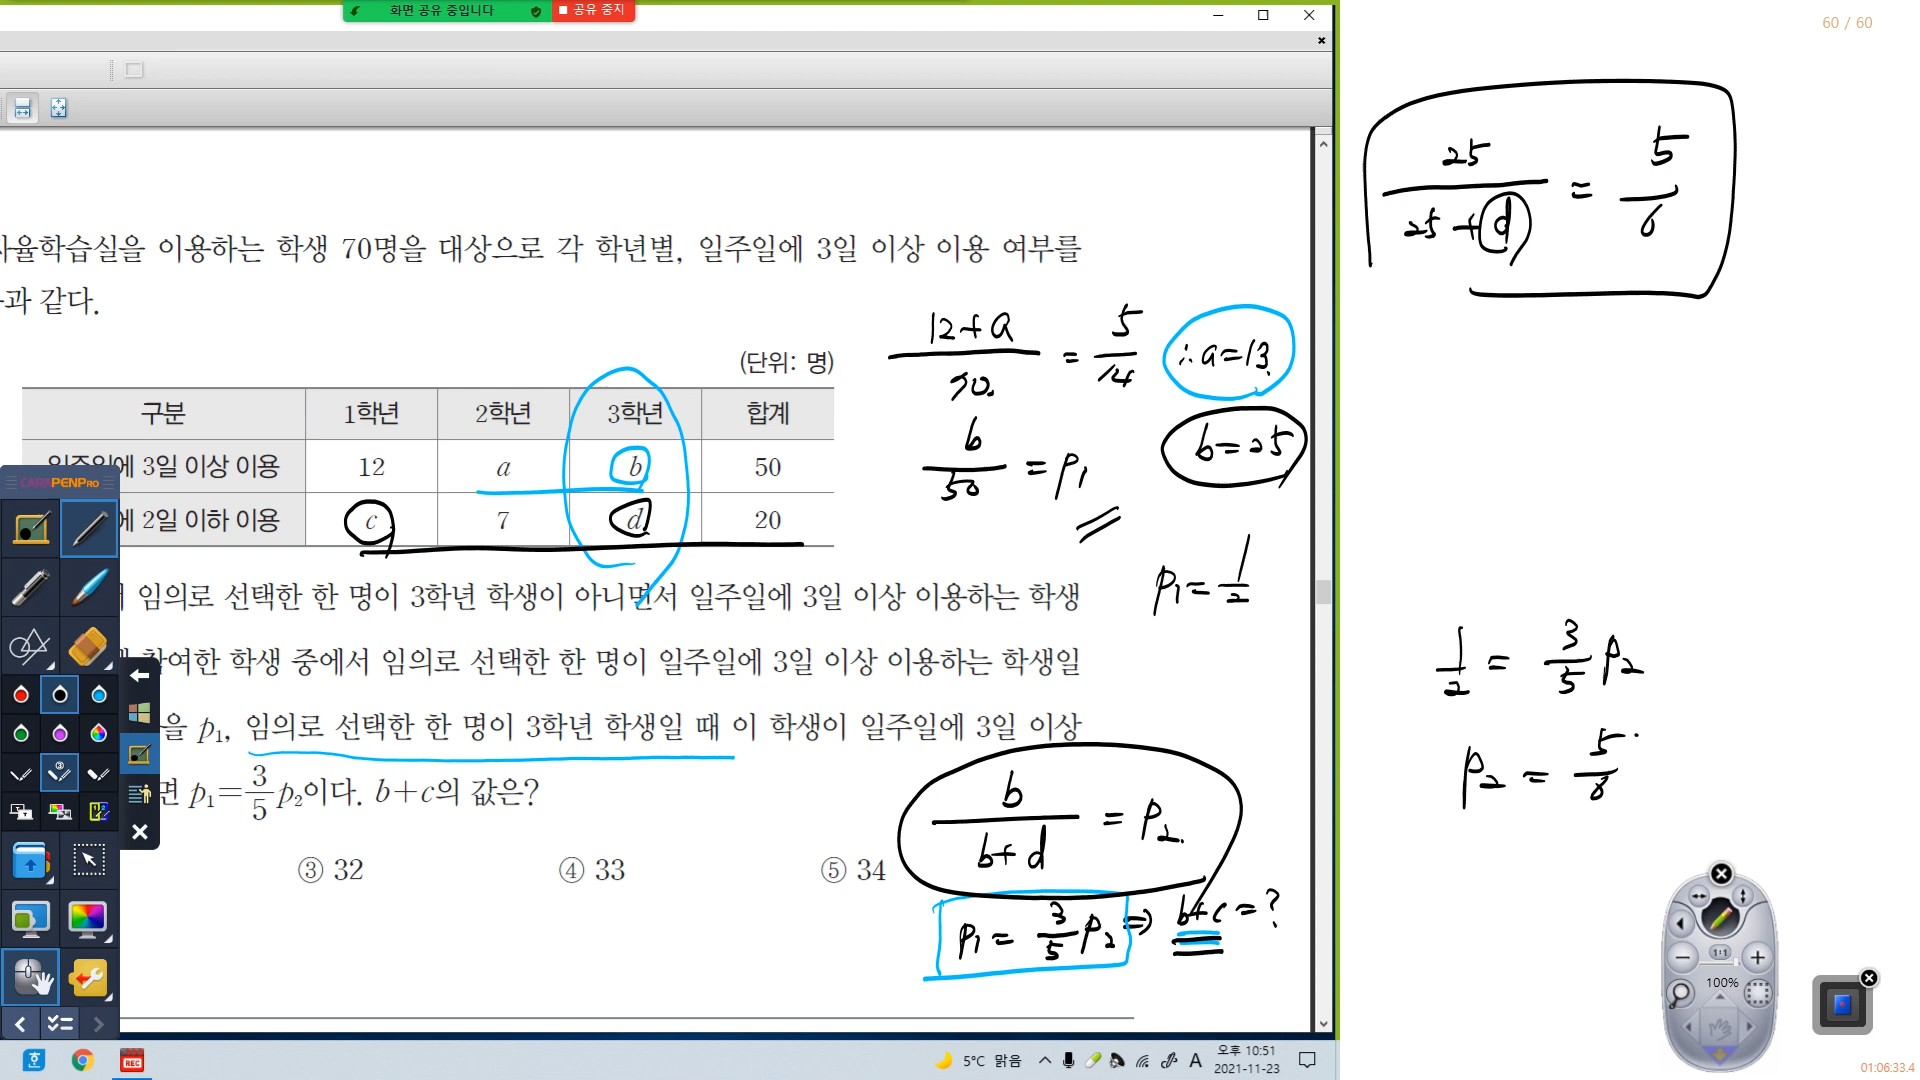 화면 공유 중입니다
공유 중지
60 / 60
자율학습실을 이용하는 학생 70명을 대상으로 각 학년별, 일주일에 3일 이상 이용 여부를
과 같다.
(단위: 명)
구분 1학년 2학년 3학년 합계
일주일에 3일 이상 이용 12 a b 50
에 2일 이하 이용 c 7 d 20
임의로 선택한 한 명이 3학년 학생이 아니면서 일주일에 3일 이상 이용하는 학생
참여한 학생 중에서 임의로 선택한 한 명이 일주일에 3일 이상 이용하는 학생일
을 p₁, 임의로 선택한 한 명이 3학년 학생일 때 이 학생이 일주일에 3일 이상
면 p₁=3/5 p₂이다. b+c의 값은?
③ 32 ④ 33 ⑤ 34
(12+a)/70 = 5/14 ∴a=13
b/50 = p₁ b=25
p₁=1/2
b/(b+d) = p₂
p₁ = 3/5 p₂ ⇒ b+c=?
25/(25+d) = 5/6
1/2 = 3/5 p₂
p₂ = 5/6
CARAPENPRO
1:1
100%
REC
5°C 맑음
A
오후 10:51
2021-11-23
01:06:33.4